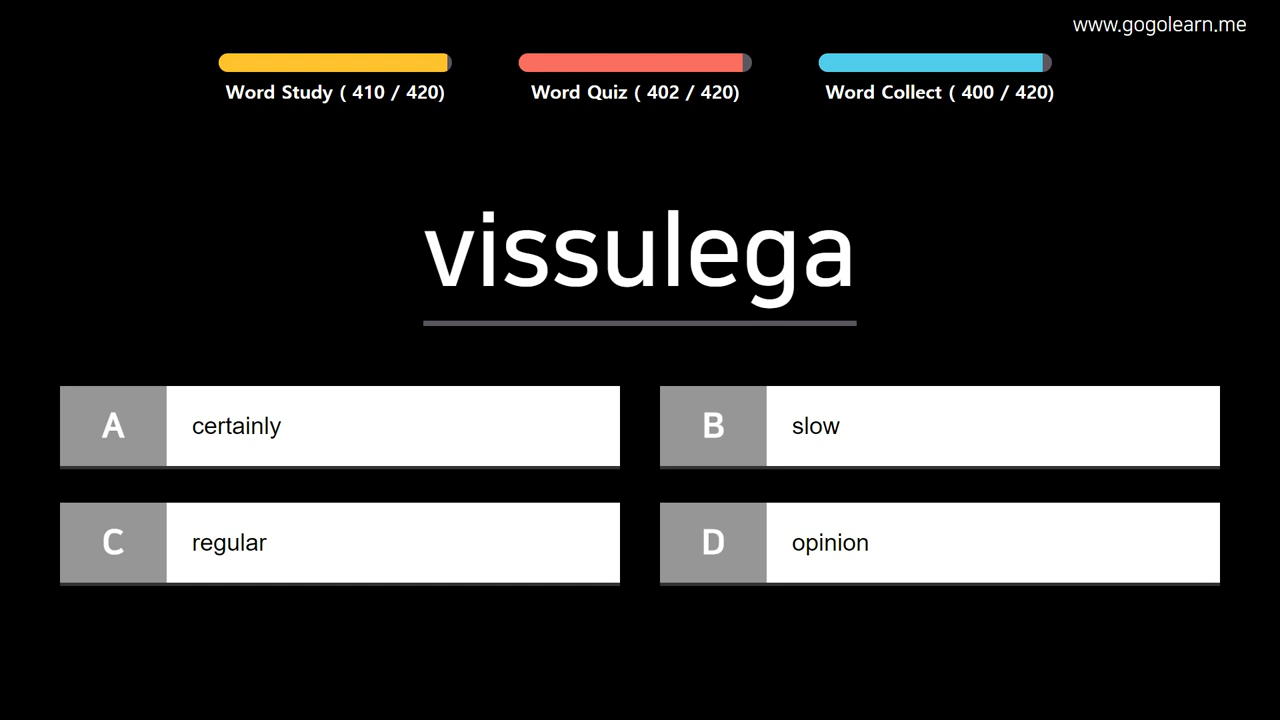 www.gogolearn.me
Word Study ( 410 / 420)
Word Quiz ( 402 / 420)
Word Collect ( 400 / 420)
vissulega
A certainly
B slow
C regular
D opinion